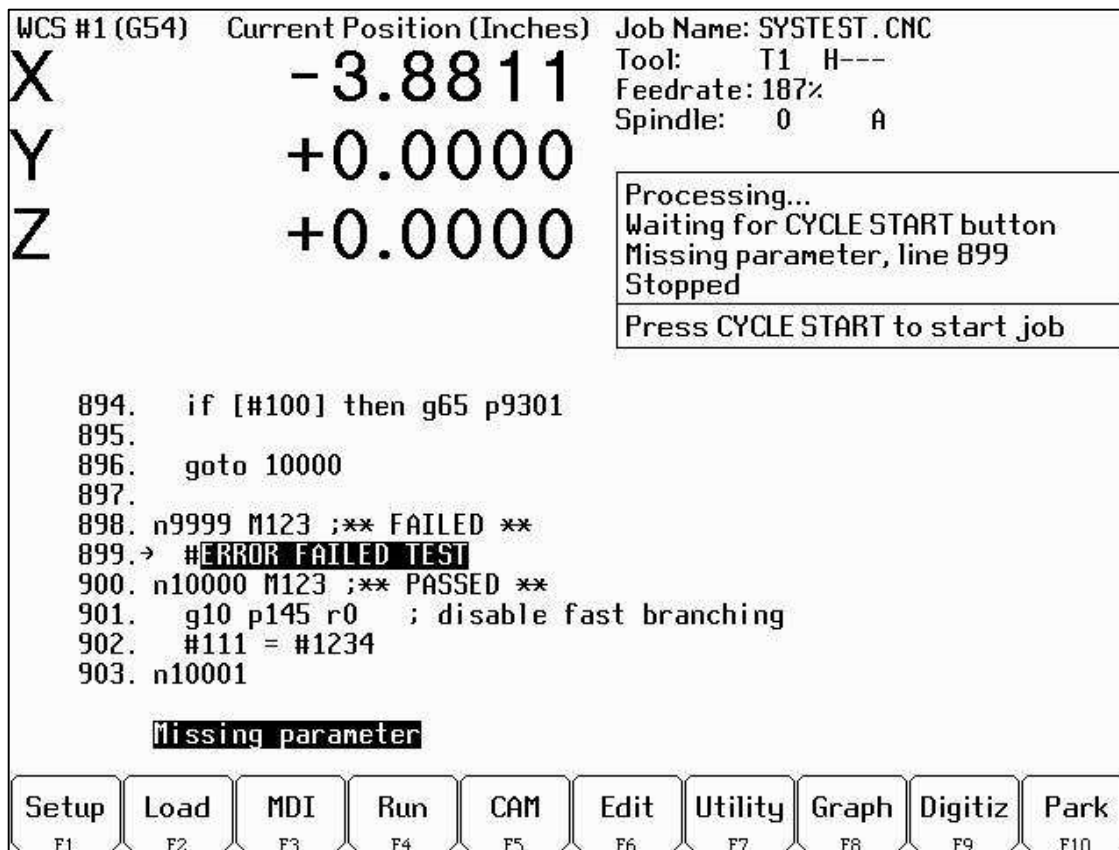 WCS #1 (G54) Current Position (Inches)
X -3.8811
Y +0.0000
Z +0.0000
Job Name: SYSTEST.CNC
Tool: T1 H---
Feedrate: 187%
Spindle: 0 A
Processing...
Waiting for CYCLE START button
Missing parameter, line 899
Stopped
Press CYCLE START to start job
894. if [#100] then g65 p9301
895.
896. goto 10000
897.
898. n9999 M123 ;** FAILED **
899.→ #ERROR FAILED TEST
900. n10000 M123 ;** PASSED **
901. g10 p145 r0 ; disable fast branching
902. #111 = #1234
903. n10001
Missing parameter
Setup Load MDI Run CAM Edit Utility Graph Digitiz Park
F1 F2 F3 F4 F5 F6 F7 F8 F9 F10